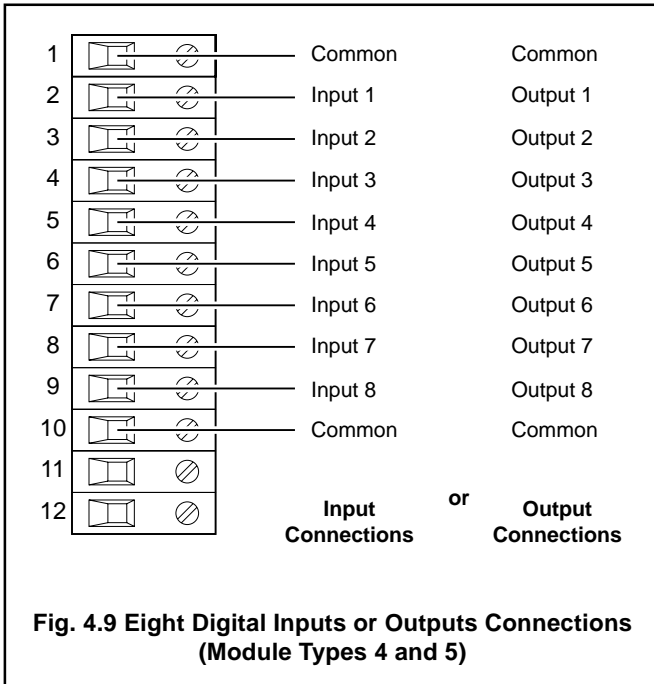 1 Common Common
2 Input 1 Output 1
3 Input 2 Output 2
4 Input 3 Output 3
5 Input 4 Output 4
6 Input 5 Output 5
7 Input 6 Output 6
8 Input 7 Output 7
9 Input 8 Output 8
10 Common Common
11
12
Input or Output
Connections Connections
Fig. 4.9 Eight Digital Inputs or Outputs Connections
(Module Types 4 and 5)